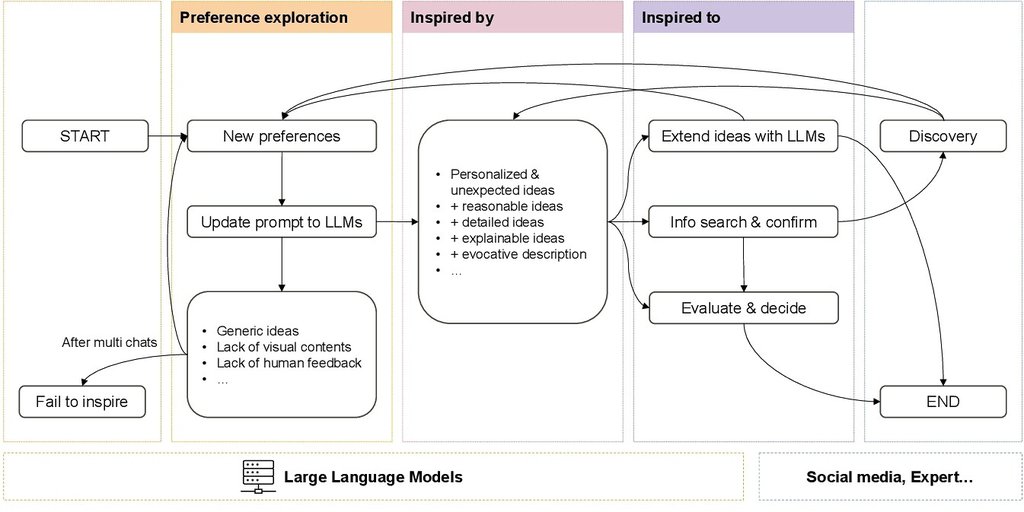 Preference exploration
Inspired by
Inspired to
START
New preferences
Extend ideas with LLMs
Discovery
• Personalized &
unexpected ideas
• + reasonable ideas
• + detailed ideas
• + explainable ideas
• + evocative description
• ...
Update prompt to LLMs
Info search & confirm
Evaluate & decide
• Generic ideas
• Lack of visual contents
• Lack of human feedback
• ...
After multi chats
Fail to inspire
END
Large Language Models
Social media, Expert...